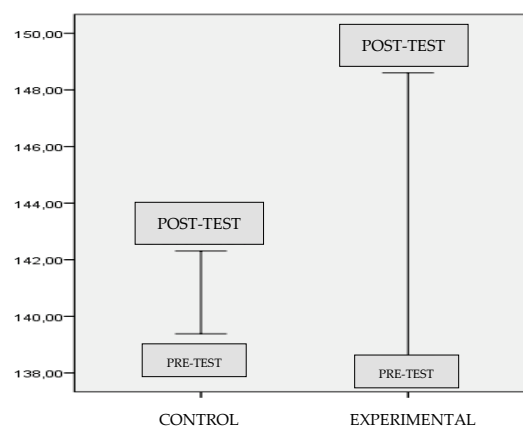 150,00
POST-TEST
148,00
146,00
144,00
POST-TEST
142,00
140,00
PRE-TEST
PRE-TEST
138,00
CONTROL EXPERIMENTAL